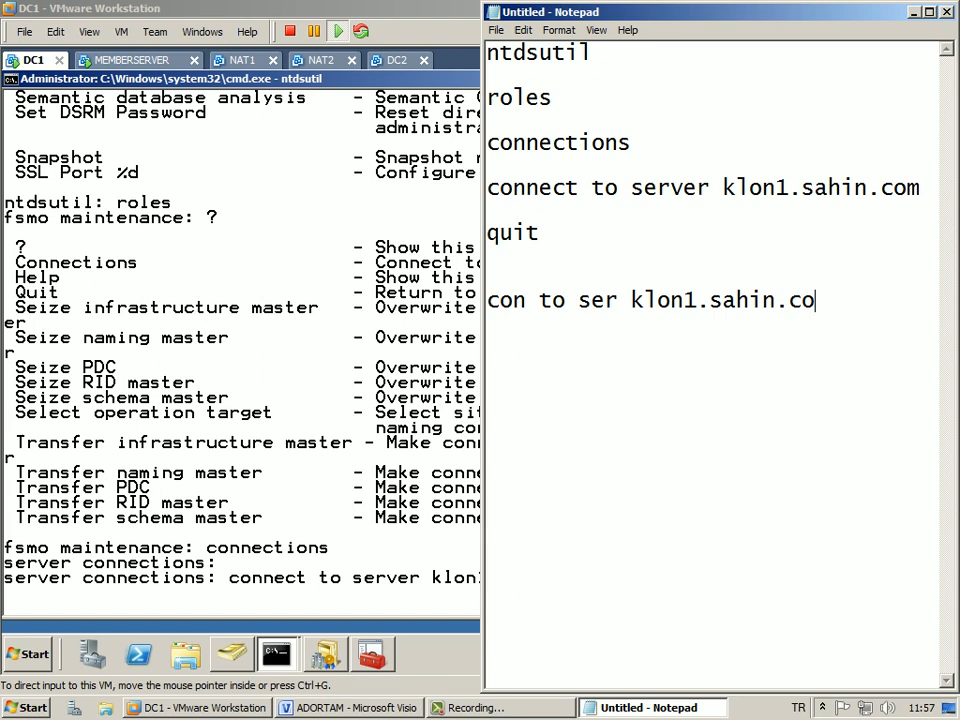 DC1 - VMware Workstation
File Edit View VM Team Windows Help
DC1 MEMBERSERVER NAT1 NAT2 DC2
Administrator: C:\Windows\system32\cmd.exe - ntdsutil
Semantic database analysis - Semantic
Set DSRM Password - Reset dire
administra
Snapshot - Snapshot
SSL Port %d - Configure
ntdsutil: roles
fsmo maintenance: ?
? - Show this
Connections - Connect to
Help - Show this
Quit - Return to
Seize infrastructure master - Overwrite
er
Seize naming master - Overwrite
r
Seize PDC - Overwrite
Seize RID master - Overwrite
Seize schema master - Overwrite
Select operation target - Select sit
naming con
Transfer infrastructure master - Make conn
r
Transfer naming master - Make conne
Transfer PDC - Make conne
Transfer RID master - Make conne
Transfer schema master - Make conne
fsmo maintenance: connections
server connections:
server connections: connect to server klon1
Start
To direct input to this VM, move the mouse pointer inside or press Ctrl+G.
Untitled - Notepad
File Edit Format View Help
ntdsutil
roles
connections
connect to server klon1.sahin.com
quit
con to ser klon1.sahin.co
Start DC1 - VMware Workstation ADORTAM - Microsoft Visio Recording... Untitled - Notepad TR 11:57